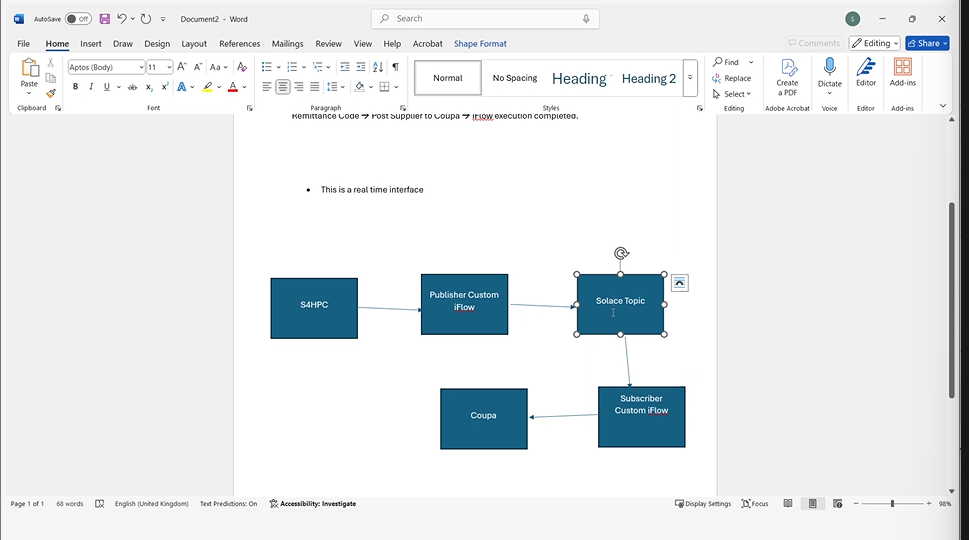 AutoSave Off Document2 - Word Search S
File Home Insert Draw Design Layout References Mailings Review View Help Acrobat Shape Format Comments Editing Share
Paste Aptos (Body) 11 A A Aa A Normal No Spacing Heading Heading 2 Find Replace Select Create a PDF Dictate Editor Add-ins
B I U ab x₂ x² A A
Clipboard Font Paragraph Styles Editing Adobe Acrobat Voice Editor Add-ins
Remittance Code → Post Supplier to Coupa → iFlow execution completed.
• This is a real time interface
S4HPC
Publisher Custom
iFlow
Solace Topic
Coupa
Subscriber
Custom iFlow
Page 1 of 1 68 words English (United Kingdom) Text Predictions: On Accessibility: Investigate Display Settings Focus 98%